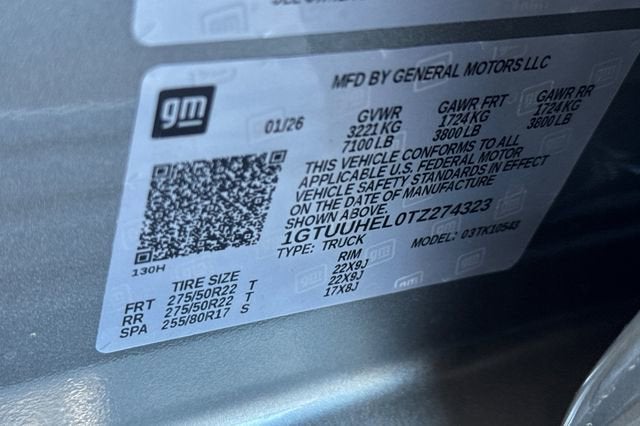 MFD BY GENERAL MOTORS LLC
gm
01/26
GVWR GAWR FRT GAWR RR
3221 KG 1724 KG 1724 KG
7100 LB 3800 LB 3800 LB
THIS VEHICLE CONFORMS TO ALL
APPLICABLE U.S. FEDERAL MOTOR
VEHICLE SAFETY STANDARDS IN EFFECT
ON THE DATE OF MANUFACTURE
SHOWN ABOVE.
1GTUUHEL0TZ274323
TYPE: TRUCK MODEL: 03TK10543
130H
TIRE SIZE RIM
FRT 275/50R22 T 22X9J
RR 275/50R22 T 22X9J
SPA 255/80R17 S 17X8J